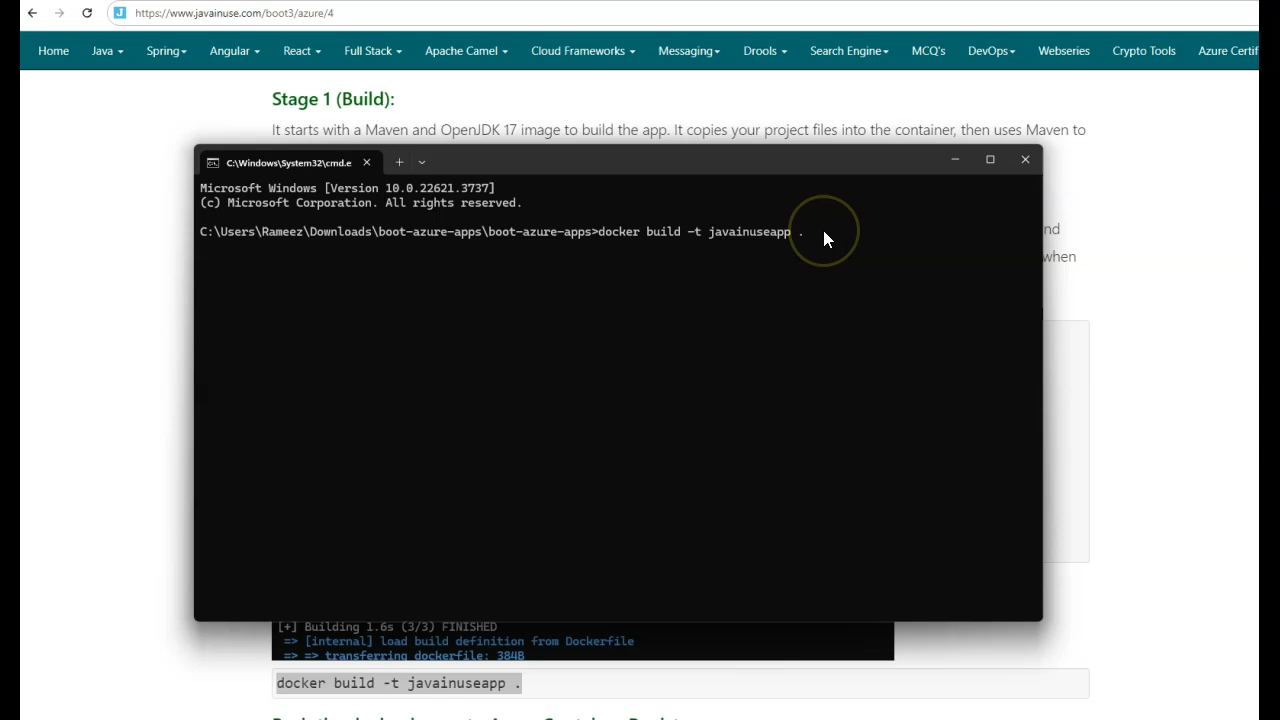 https://www.javainuse.com/boot3/azure/4
Home Java Spring Angular React Full Stack Apache Camel Cloud Frameworks Messaging Drools Search Engine MCQ's DevOps Webseries Crypto Tools Azure Certif
Stage 1 (Build):
It starts with a Maven and OpenJDK 17 image to build the app. It copies your project files into the container, then uses Maven to
C:\Windows\System32\cmd.e
Microsoft Windows [Version 10.0.22621.3737]
(c) Microsoft Corporation. All rights reserved.
C:\Users\Rameez\Downloads\boot-azure-apps\boot-azure-apps>docker build -t javainuseapp .
nd
when
[+] Building 1.6s (3/3) FINISHED
=> [internal] load build definition from Dockerfile
=> => transferring dockerfile: 384B
docker build -t javainuseapp .